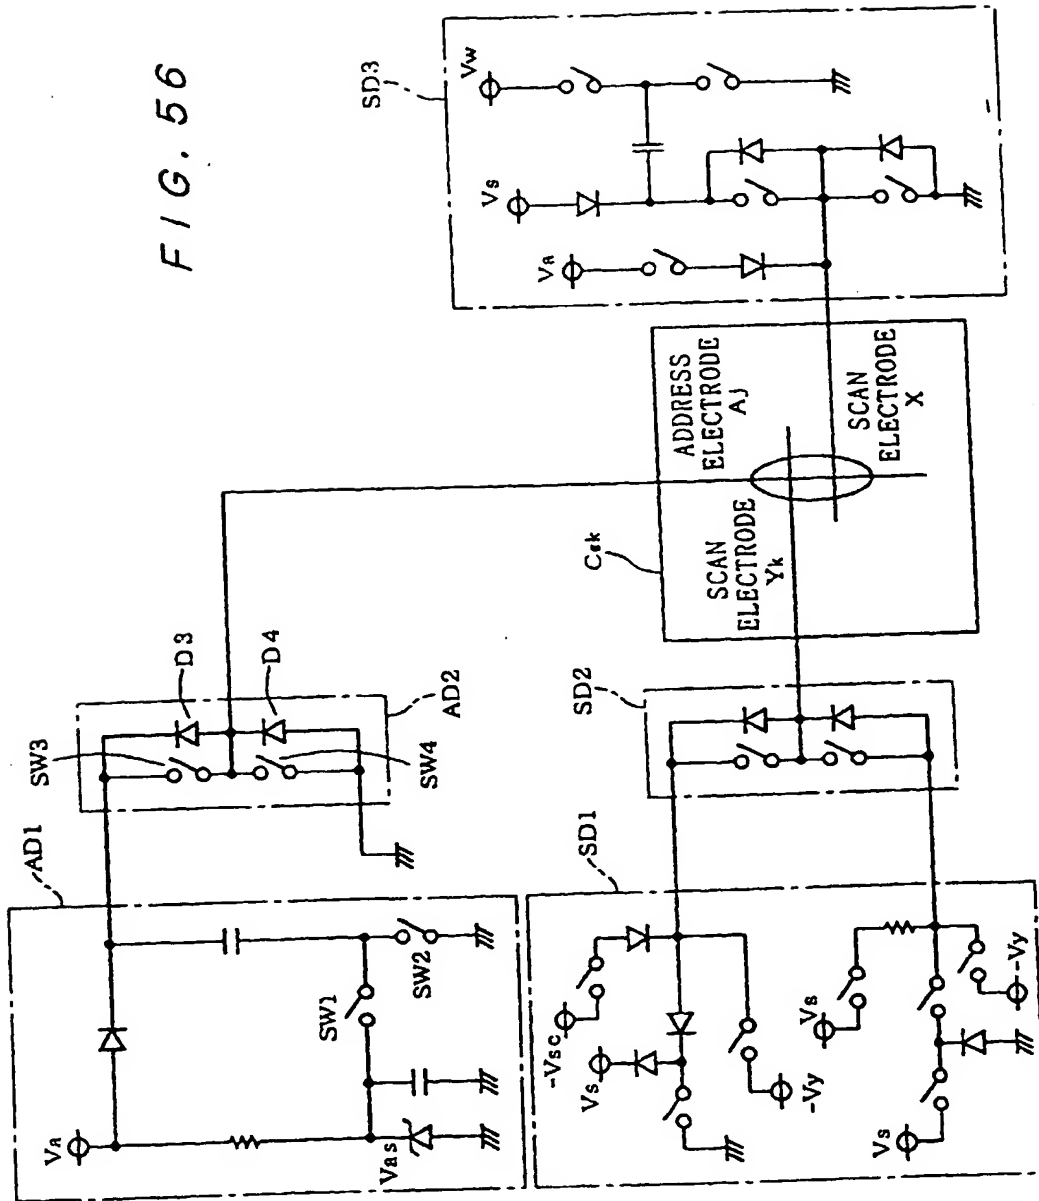 FIG. 56
SD3
Vw
Vs
Va
ADDRESS
ELECTRODE
AJ
SCAN
ELECTRODE
X
SCAN
ELECTRODE
Yk
D3
D4
AD2
SW3
SW4
SD2
AD1
SW1
SW2
Va
Vas
SD1
-Vsc
Vs
-Vy
Vs
-Vy
Vs